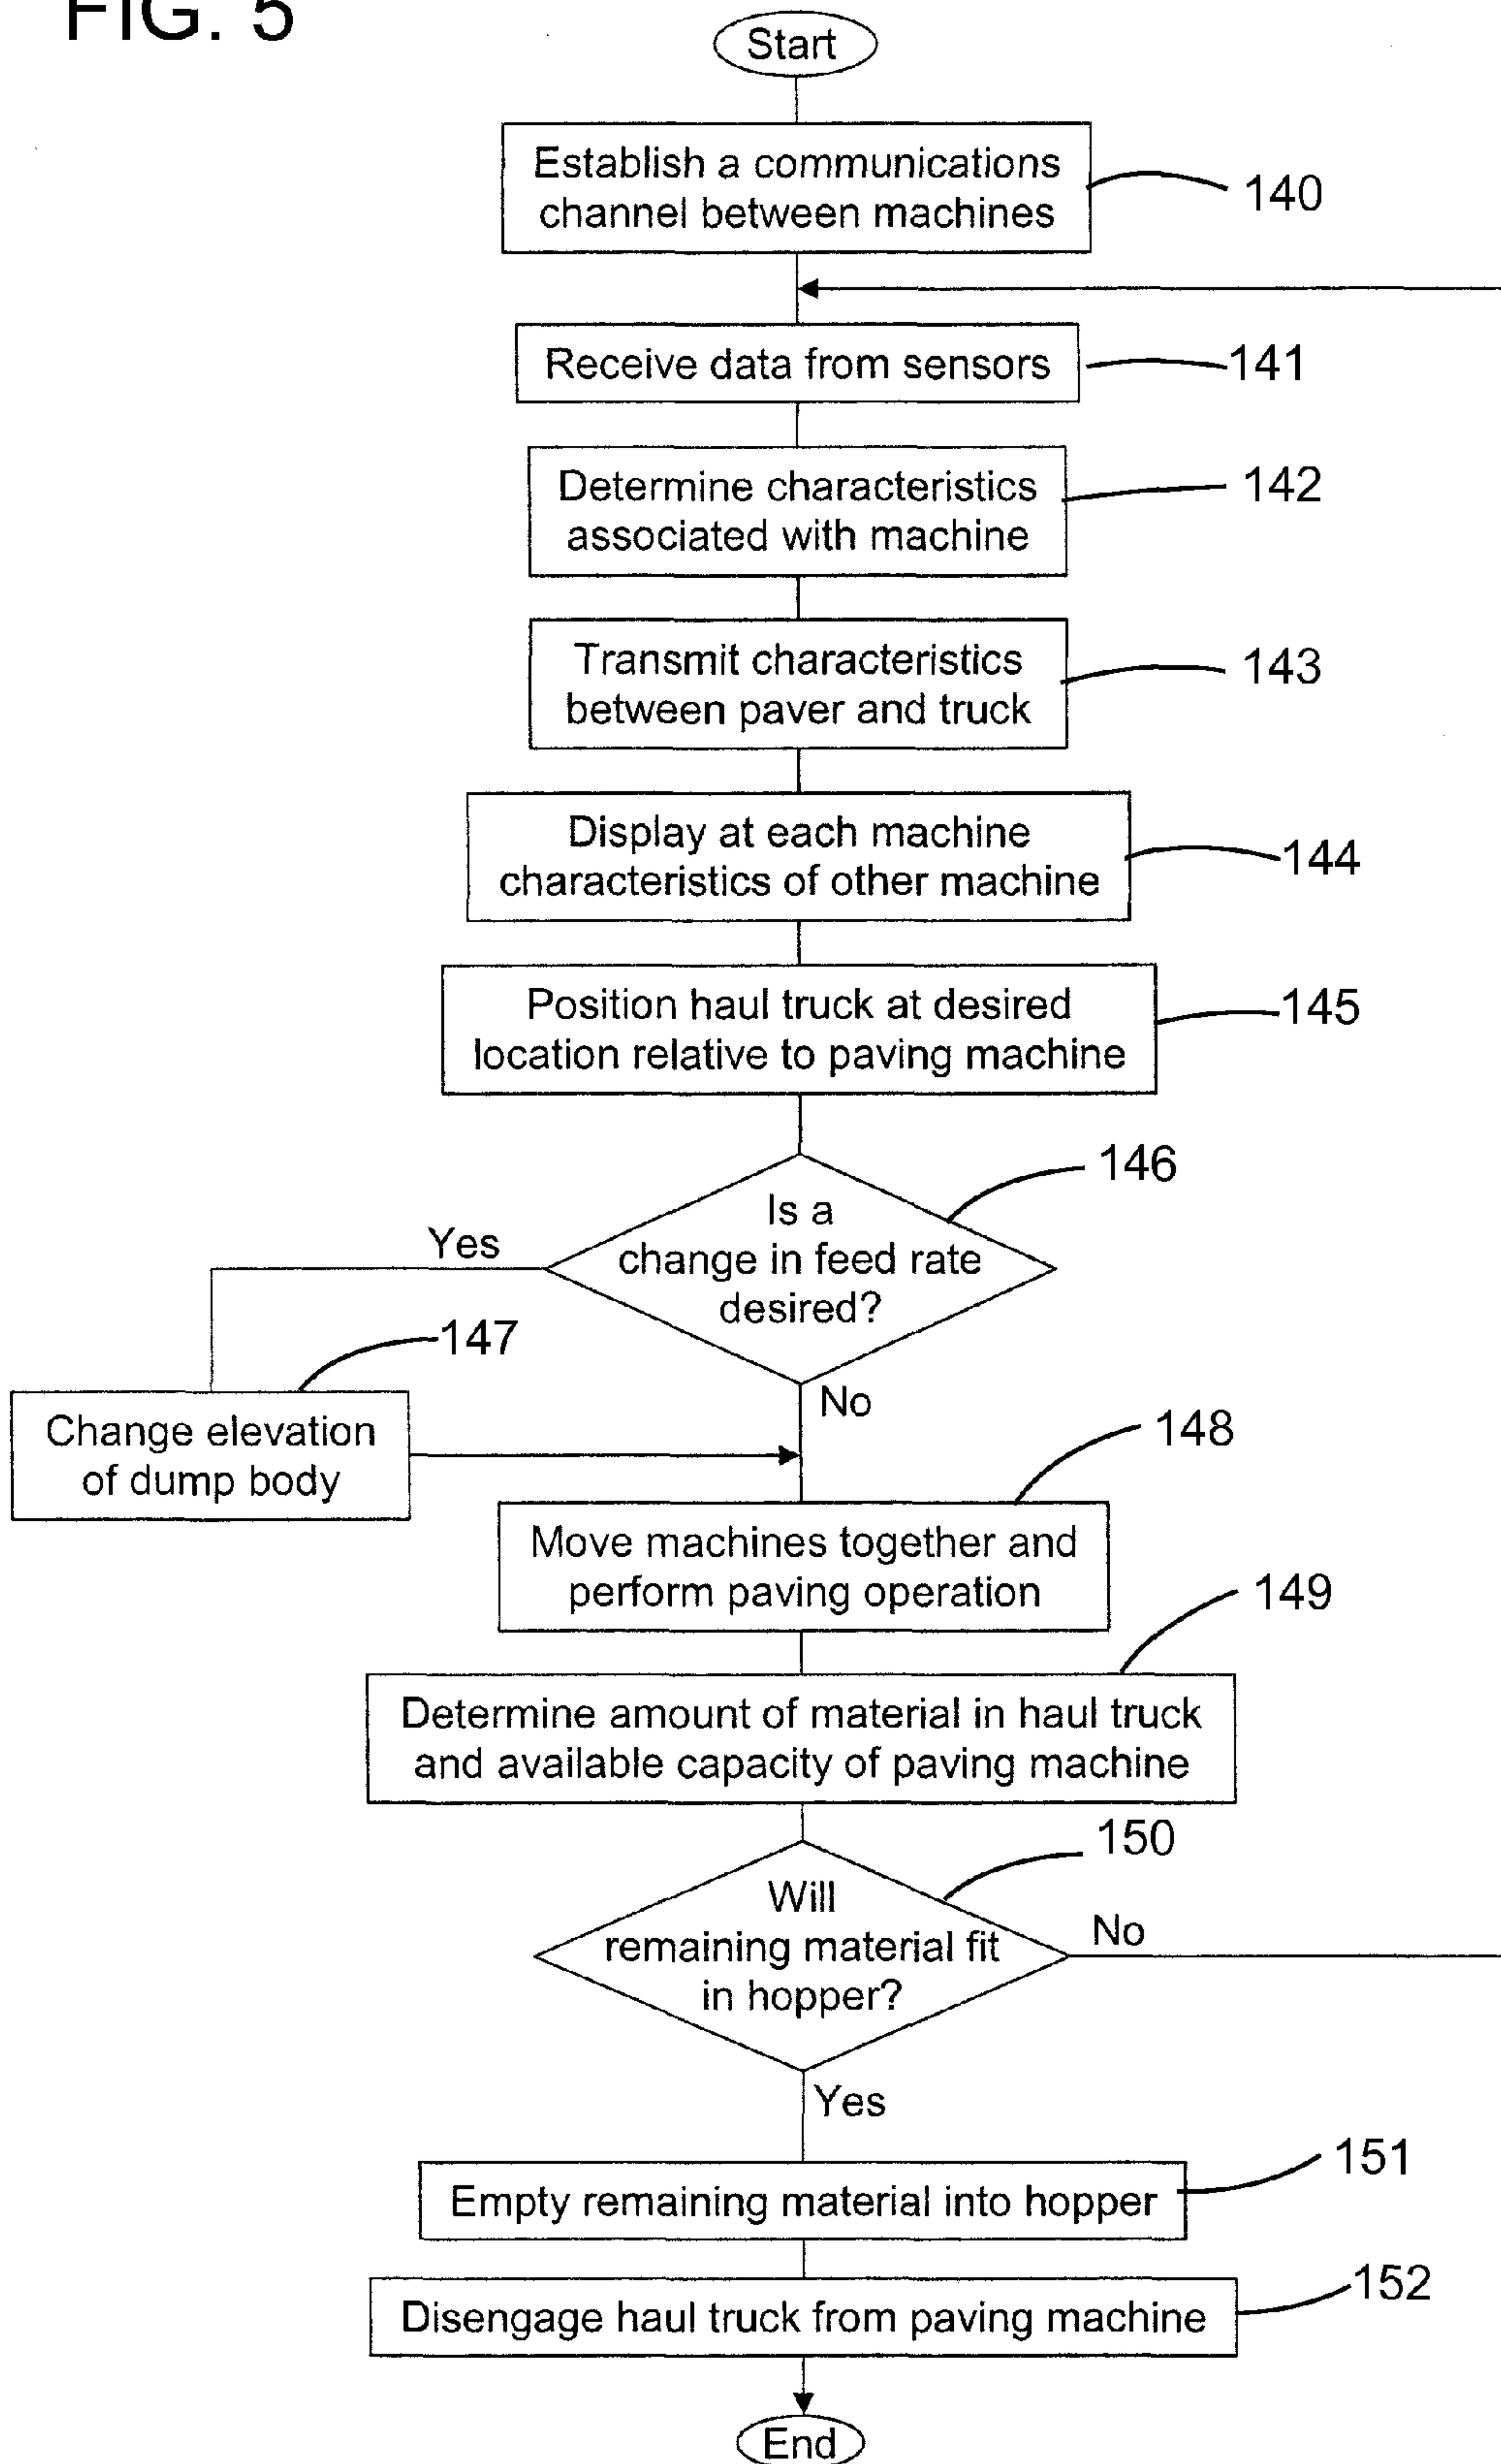 FIG. 5
Start
Establish a communications
channel between machines
140
Receive data from sensors
141
Determine characteristics
associated with machine
142
Transmit characteristics
between paver and truck
143
Display at each machine
characteristics of other machine
144
Position haul truck at desired
location relative to paving machine
145
Is a
change in feed rate
desired?
146
Yes
No
147
Change elevation
of dump body
148
Move machines together and
perform paving operation
149
Determine amount of material in haul truck
and available capacity of paving machine
150
Will
remaining material fit
in hopper?
No
Yes
151
Empty remaining material into hopper
152
Disengage haul truck from paving machine
End